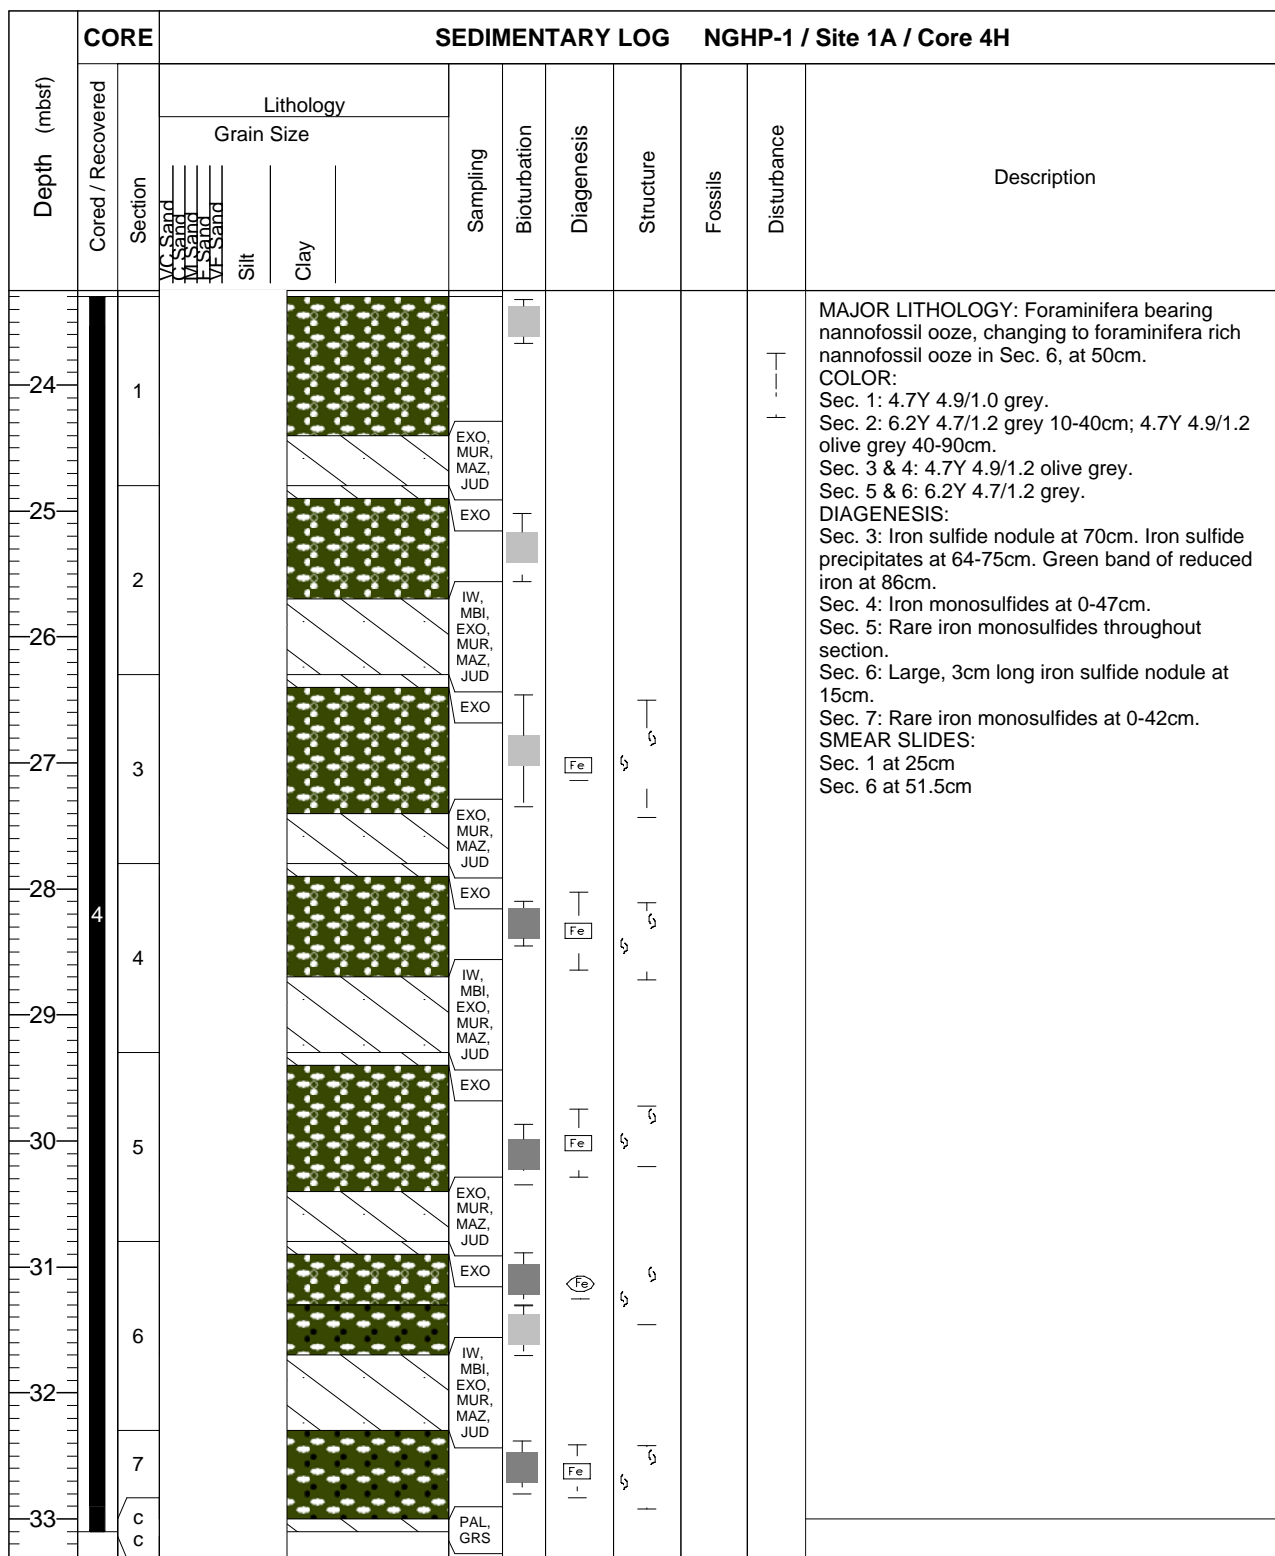 CORE
SEDIMENTARY LOG NGHP-1 / Site 1A / Core 4H
Depth (mbsf)
Cored / Recovered
Section
Lithology
Grain Size
VC Sand
C Sand
M Sand
F Sand
VF Sand
Silt
Clay
Sampling
Bioturbation
Diagenesis
Structure
Fossils
Disturbance
Description
MAJOR LITHOLOGY: Foraminifera bearing
nannofossil ooze, changing to foraminifera rich
nannofossil ooze in Sec. 6, at 50cm.
COLOR:
Sec. 1: 4.7Y 4.9/1.0 grey.
Sec. 2: 6.2Y 4.7/1.2 grey 10-40cm; 4.7Y 4.9/1.2
olive grey 40-90cm.
Sec. 3 & 4: 4.7Y 4.9/1.2 olive grey.
Sec. 5 & 6: 6.2Y 4.7/1.2 grey.
DIAGENESIS:
Sec. 3: Iron sulfide nodule at 70cm. Iron sulfide
precipitates at 64-75cm. Green band of reduced
iron at 86cm.
Sec. 4: Iron monosulfides at 0-47cm.
Sec. 5: Rare iron monosulfides throughout
section.
Sec. 6: Large, 3cm long iron sulfide nodule at
15cm.
Sec. 7: Rare iron monosulfides at 0-42cm.
SMEAR SLIDES:
Sec. 1 at 25cm
Sec. 6 at 51.5cm
24
1
EXO,
MUR,
MAZ,
JUD
25
EXO
2
IW,
MBI,
EXO,
MUR,
MAZ,
JUD
26
EXO
27
3
Fe
EXO,
MUR,
MAZ,
JUD
28
EXO
4
Fe
4
IW,
MBI,
EXO,
MUR,
MAZ,
JUD
29
EXO
30
5
Fe
EXO,
MUR,
MAZ,
JUD
31
EXO
Fe
6
IW,
MBI,
EXO,
MUR,
MAZ,
JUD
32
7
Fe
33
C
C
PAL,
GRS